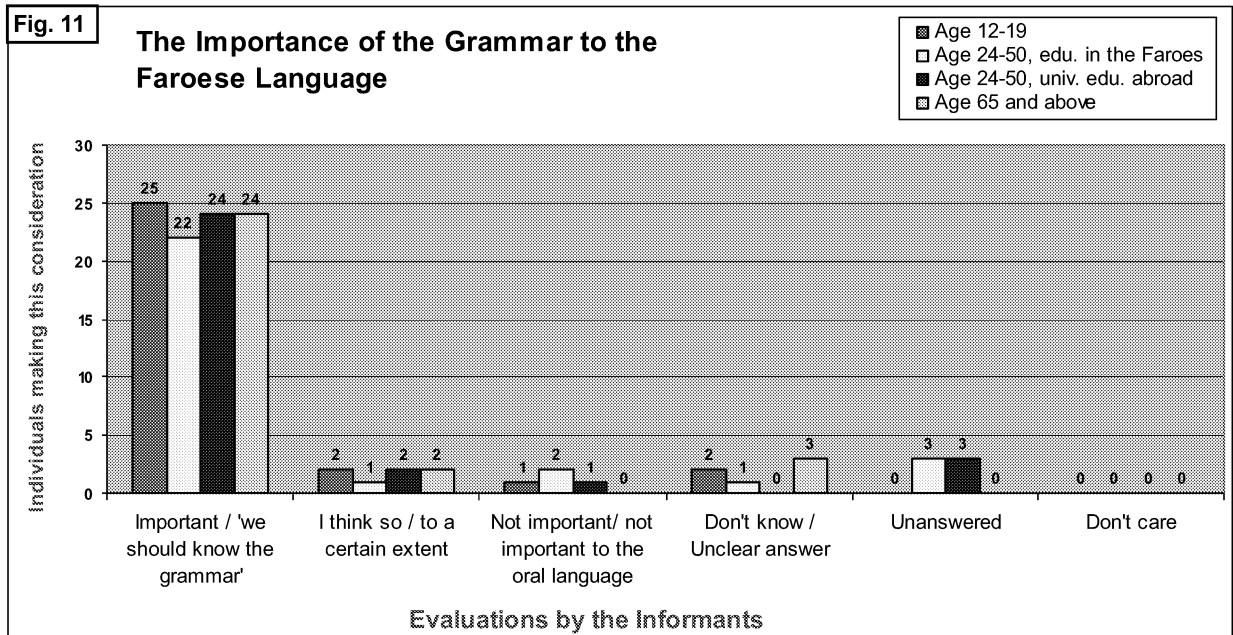 Fig. 11
The Importance of the Grammar to the
Faroese Language
Age 12-19
Age 24-50, edu. in the Faroes
Age 24-50, univ. edu. abroad
Age 65 and above
Individuals making this consideration
30
25
20
15
10
5
0
25 22 24 24
2 1 2 2
1 2 1 0
2 1 0 3
0 3 3 0
0 0 0 0
Important / 'we
should know the
grammar'
I think so / to a
certain extent
Not important/ not
important to the
oral language
Don't know /
Unclear answer
Unanswered
Don't care
Evaluations by the Informants